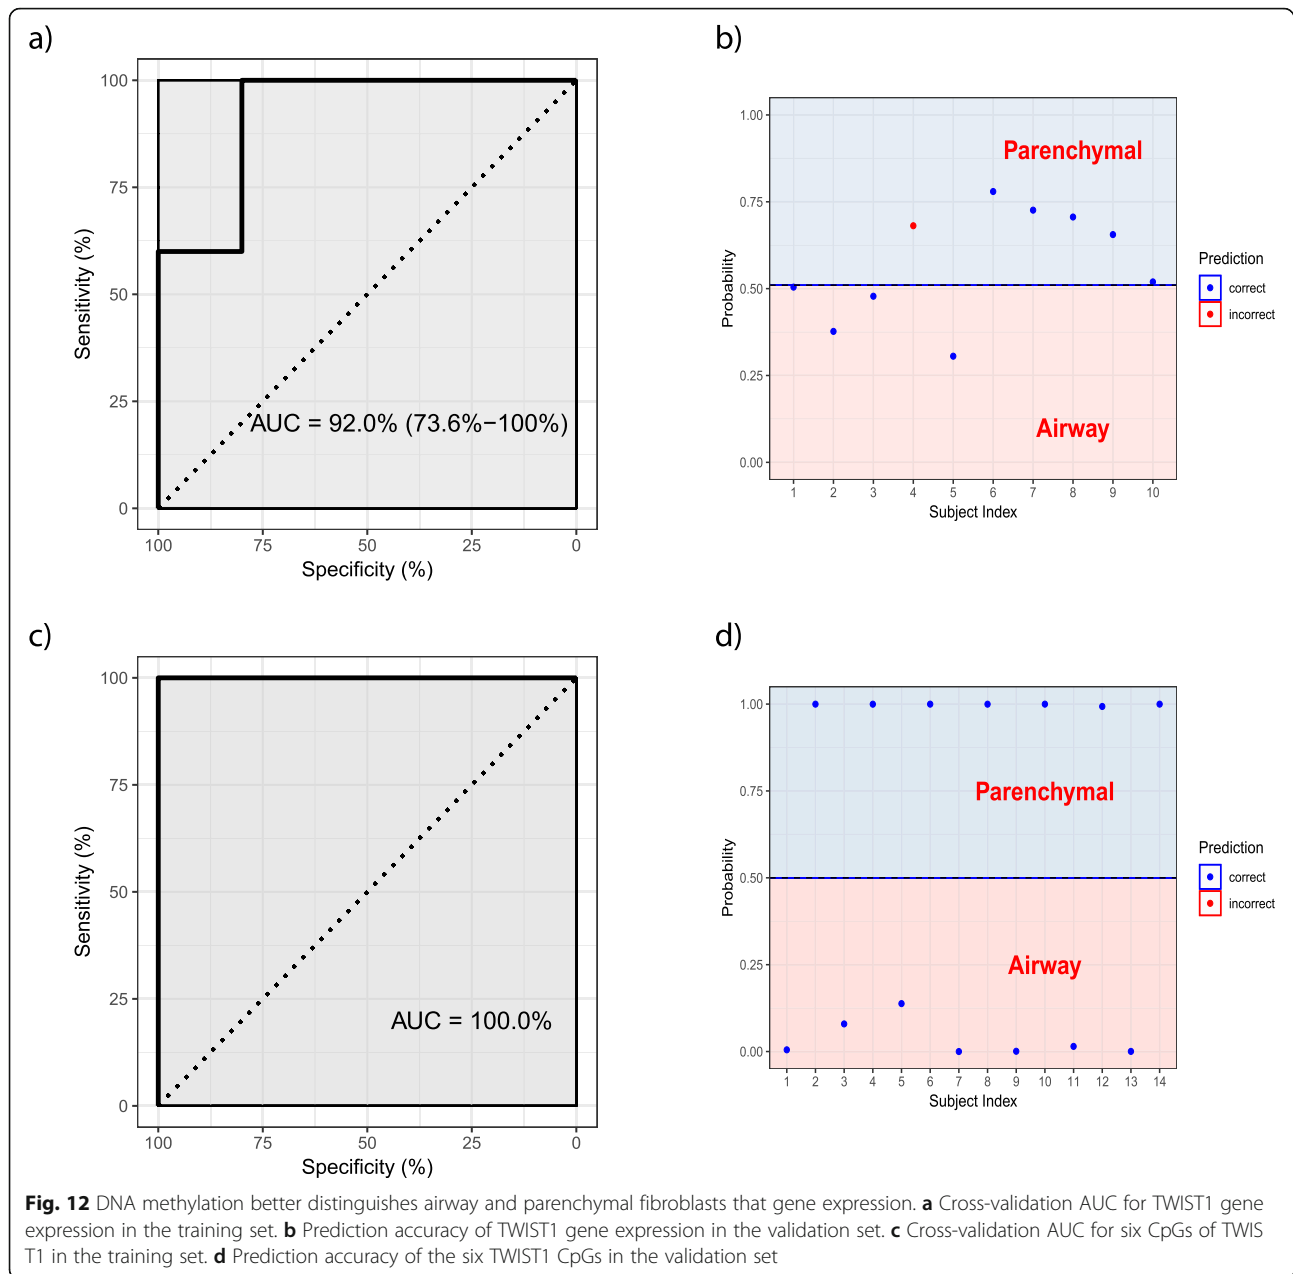 a)
100
75
50
25
0
Sensitivity (%)
AUC = 92.0% (73.6%−100%)
100 75 50 25 0
Specificity (%)
b)
1.00
0.75
0.50
0.25
0.00
Probability
Parenchymal
Airway
1 2 3 4 5 6 7 8 9 10
Subject Index
Prediction
correct
incorrect
c)
100
75
50
25
0
Sensitivity (%)
AUC = 100.0%
100 75 50 25 0
Specificity (%)
d)
1.00
0.75
0.50
0.25
0.00
Probability
Parenchymal
Airway
1 2 3 4 5 6 7 8 9 10 11 12 13 14
Subject Index
Prediction
correct
incorrect
Fig. 12 DNA methylation better distinguishes airway and parenchymal fibroblasts that gene expression. a Cross-validation AUC for TWIST1 gene
expression in the training set. b Prediction accuracy of TWIST1 gene expression in the validation set. c Cross-validation AUC for six CpGs of TWIS
T1 in the training set. d Prediction accuracy of the six TWIST1 CpGs in the validation set